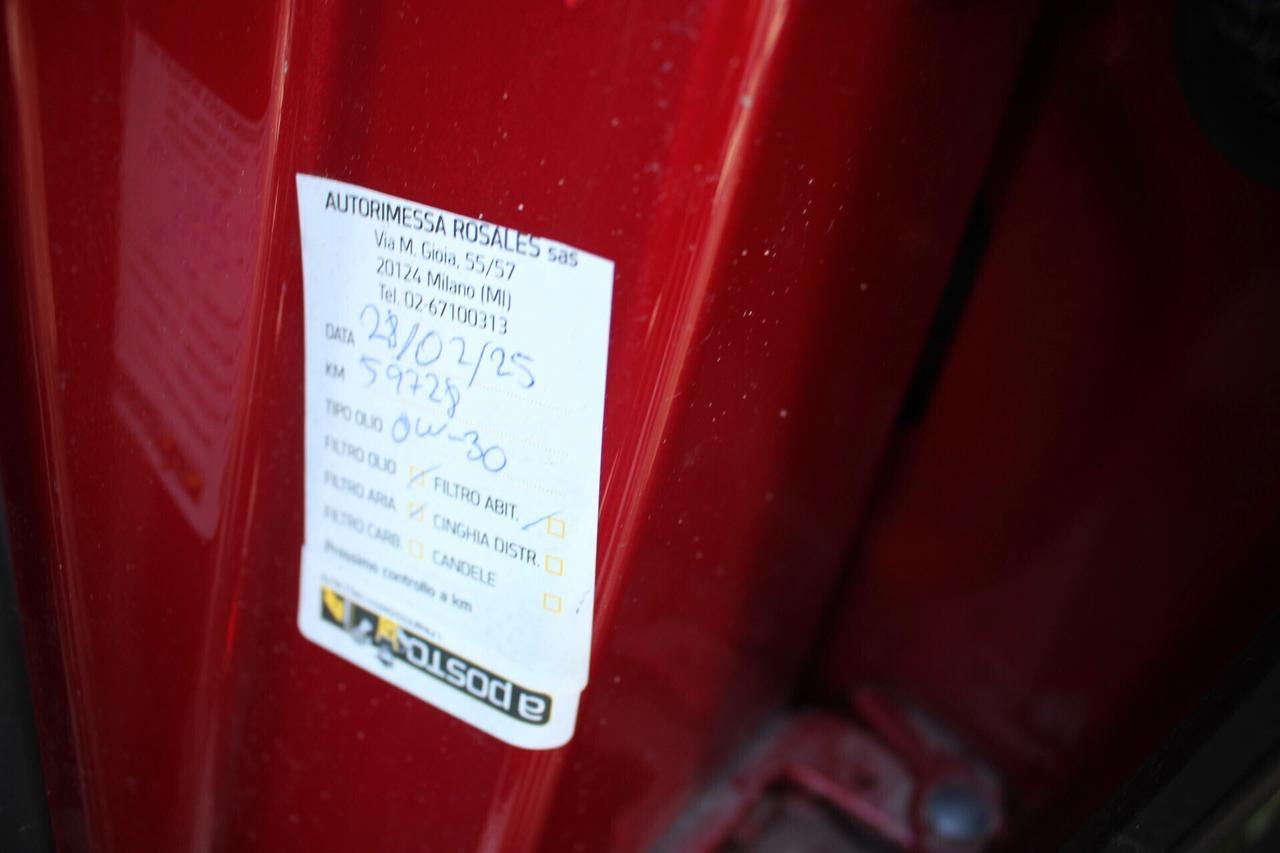 AUTORIMESSA ROSALES sas
Via M. Gioia, 55/57
20124 Milano (MI)
Tel. 02-67100313
DATA 28/02/25
KM 59728
TIPO OLIO 0W-30
FILTRO OLIO FILTRO ABIT.
FILTRO ARIA CINGHIA DISTR.
FILTRO CARB. CANDELE
Prossimo controllo a km
a POSTO